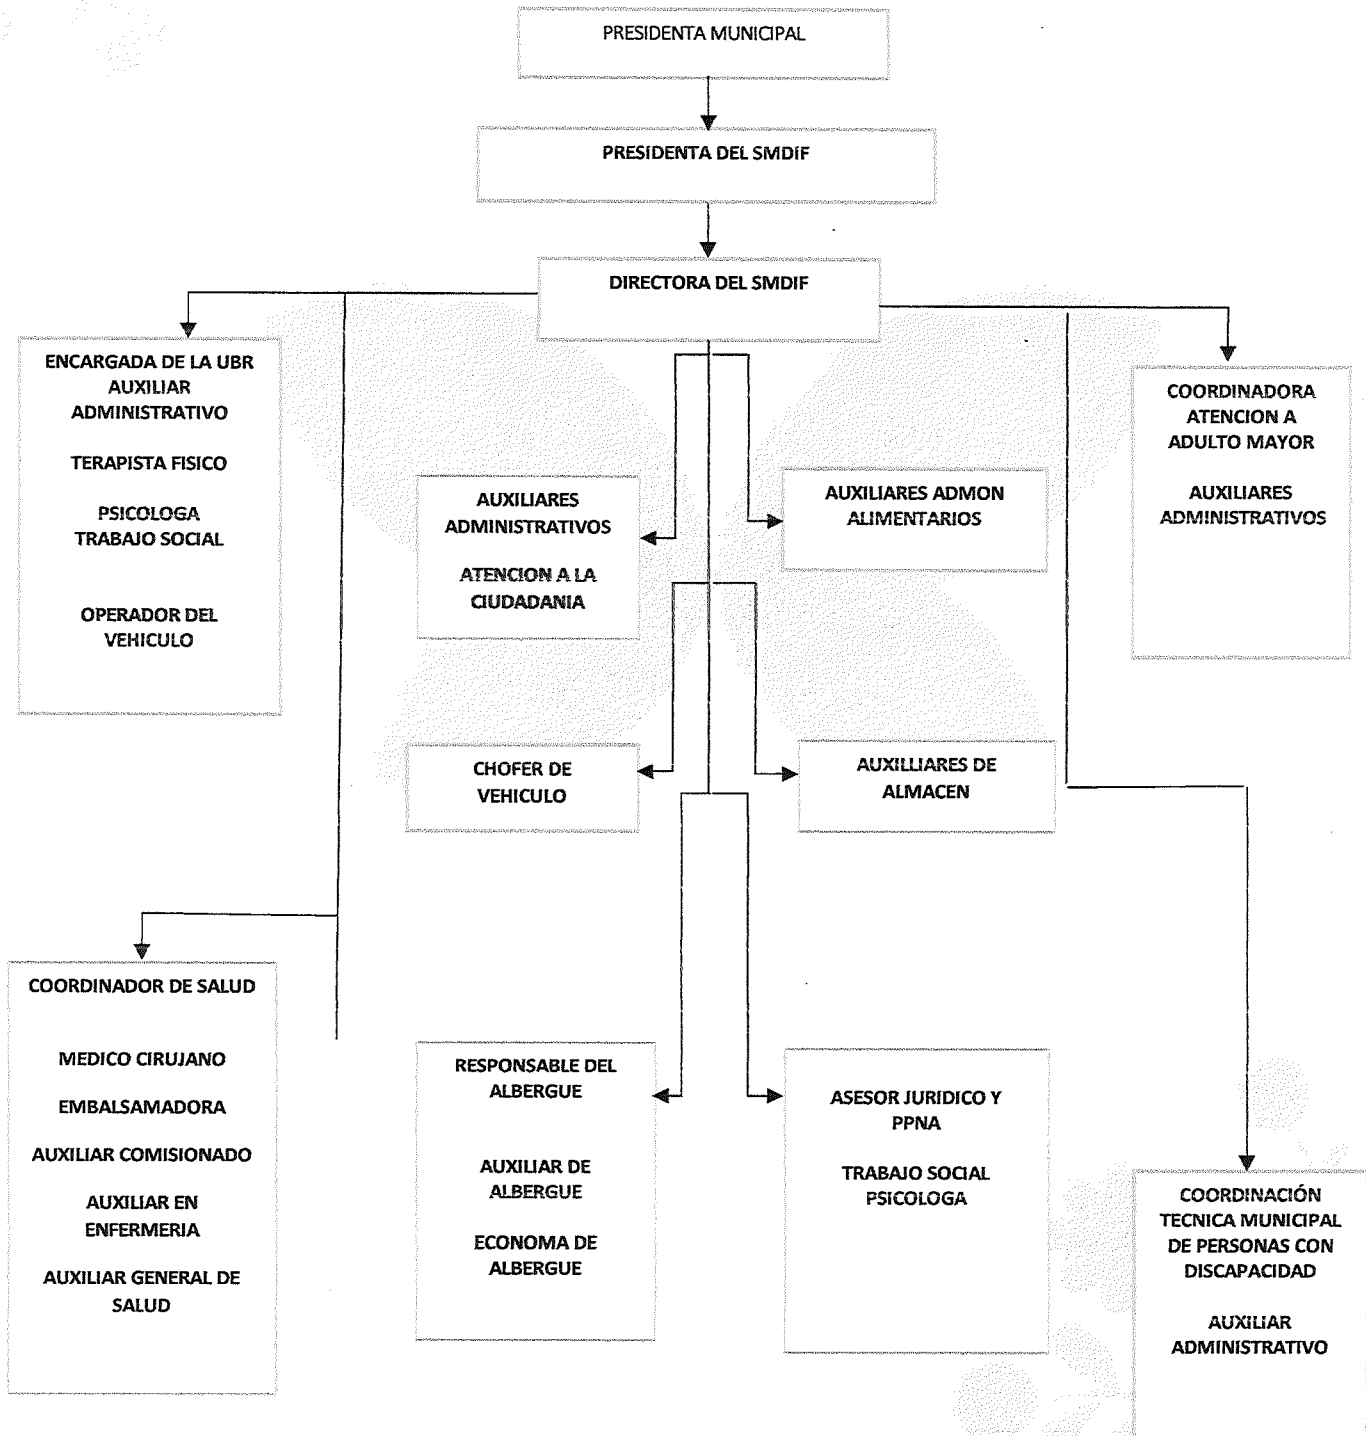 PRESIDENTA MUNICIPAL
PRESIDENTA DEL SMDIF
DIRECTORA DEL SMDIF
ENCARGADA DE LA UBR
AUXILIAR
ADMINISTRATIVO
TERAPISTA FISICO
PSICOLOGA
TRABAJO SOCIAL
OPERADOR DEL
VEHICULO
AUXILIARES
ADMINISTRATIVOS
ATENCION A LA
CIUDADANIA
AUXILIARES ADMON
ALIMENTARIOS
COORDINADORA
ATENCION A
ADULTO MAYOR
AUXILIARES
ADMINISTRATIVOS
CHOFER DE
VEHICULO
AUXILLIARES DE
ALMACEN
COORDINADOR DE SALUD
MEDICO CIRUJANO
EMBALSAMADORA
AUXILIAR COMISIONADO
AUXILIAR EN
ENFERMERIA
AUXILIAR GENERAL DE
SALUD
RESPONSABLE DEL
ALBERGUE
AUXILIAR DE
ALBERGUE
ECONOMA DE
ALBERGUE
ASESOR JURIDICO Y
PPNA
TRABAJO SOCIAL
PSICOLOGA
COORDINACIÓN
TECNICA MUNICIPAL
DE PERSONAS CON
DISCAPACIDAD
AUXILIAR
ADMINISTRATIVO